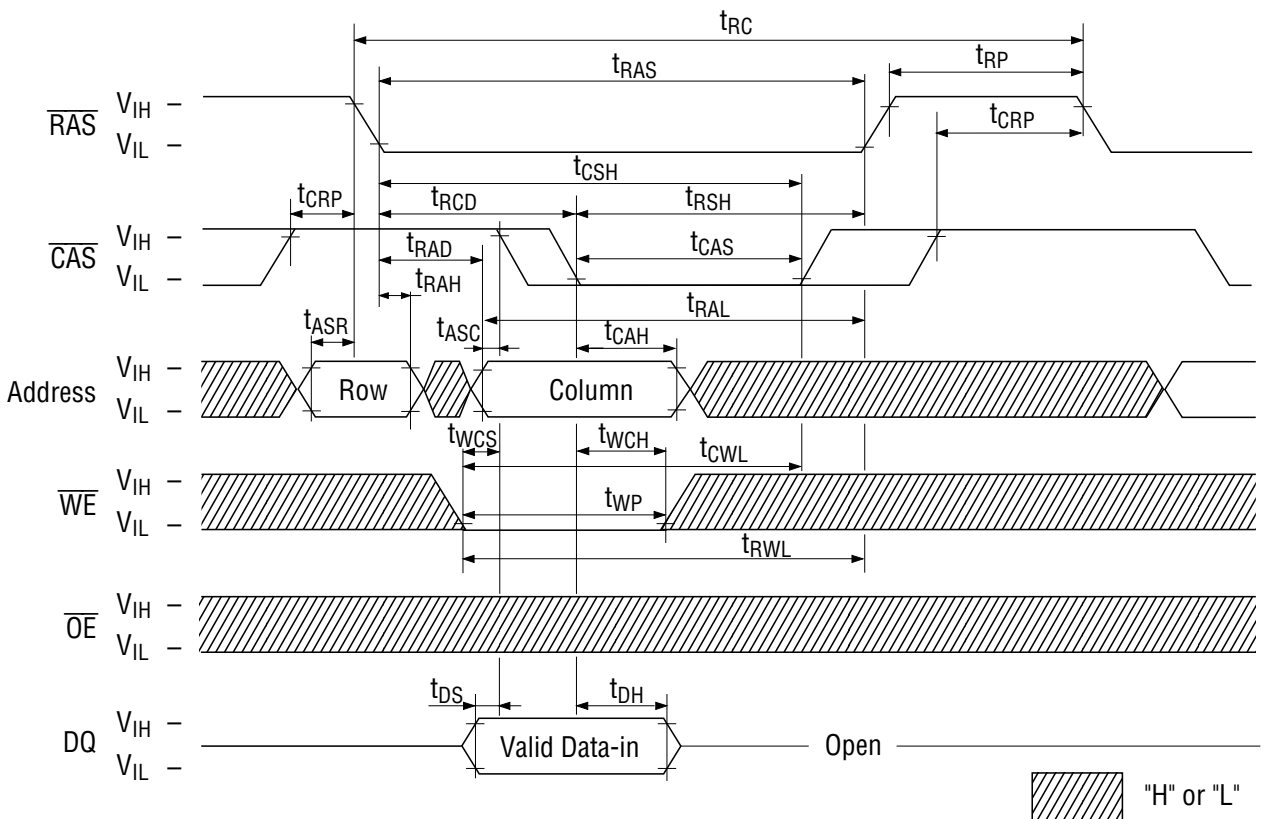 tRC
tRAS
tRP
RAS
VIH –
VIL –
tCRP
tCSH
tCRP
tRCD
tRSH
CAS
VIH –
VIL –
tRAD
tCAS
tRAH
tRAL
tASR
tASC
tCAH
Address
VIH –
VIL –
Row
Column
tWCS
tWCH
tCWL
WE
VIH –
VIL –
tWP
tRWL
OE
VIH –
VIL –
tDS
tDH
DQ
VIH –
VIL –
Valid Data-in
Open
"H" or "L"